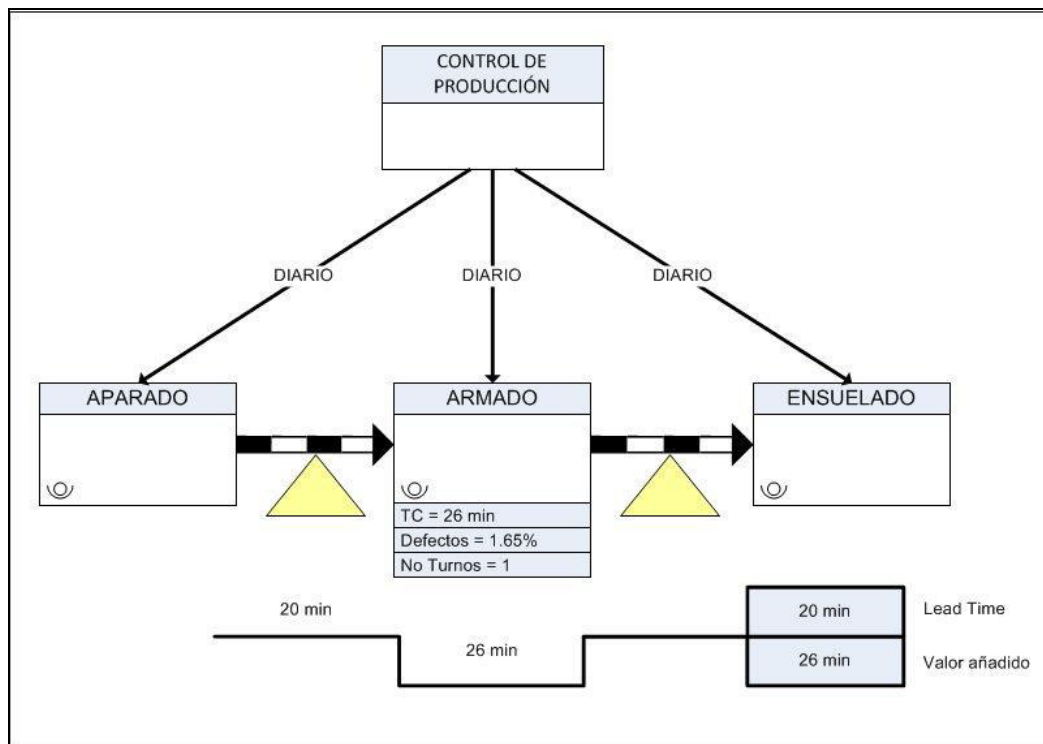 CONTROL DE
PRODUCCIÓN
DIARIO
DIARIO
DIARIO
APARADO
ARMADO
ENSUELADO
TC = 26 min
Defectos = 1.65%
No Turnos = 1
20 min
26 min
20 min
Lead Time
26 min
Valor añadido